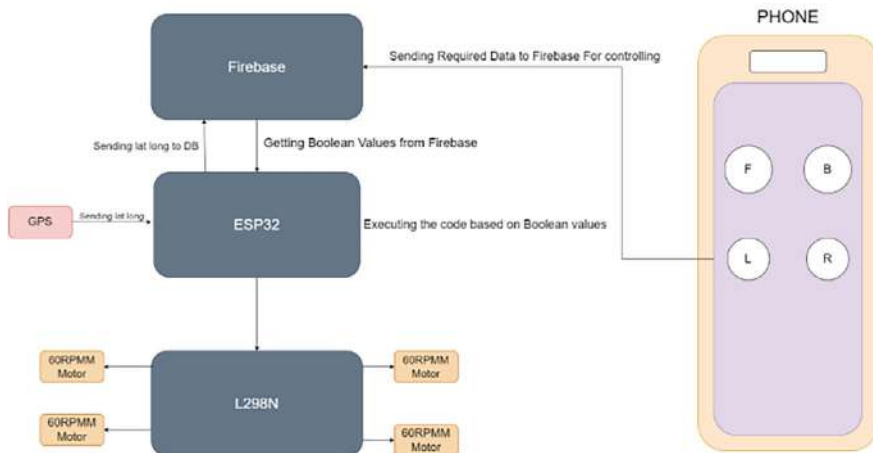 PHONE
Firebase
Sending Required Data to Firebase For controlling
Sending lat long to DB
Getting Boolean Values from Firebase
F
B
GPS
Sending lat long
ESP32
Executing the code based on Boolean values
L
R
60RPMM
Motor
60RPMM
Motor
L298N
60RPMM
Motor
60RPMM
Motor